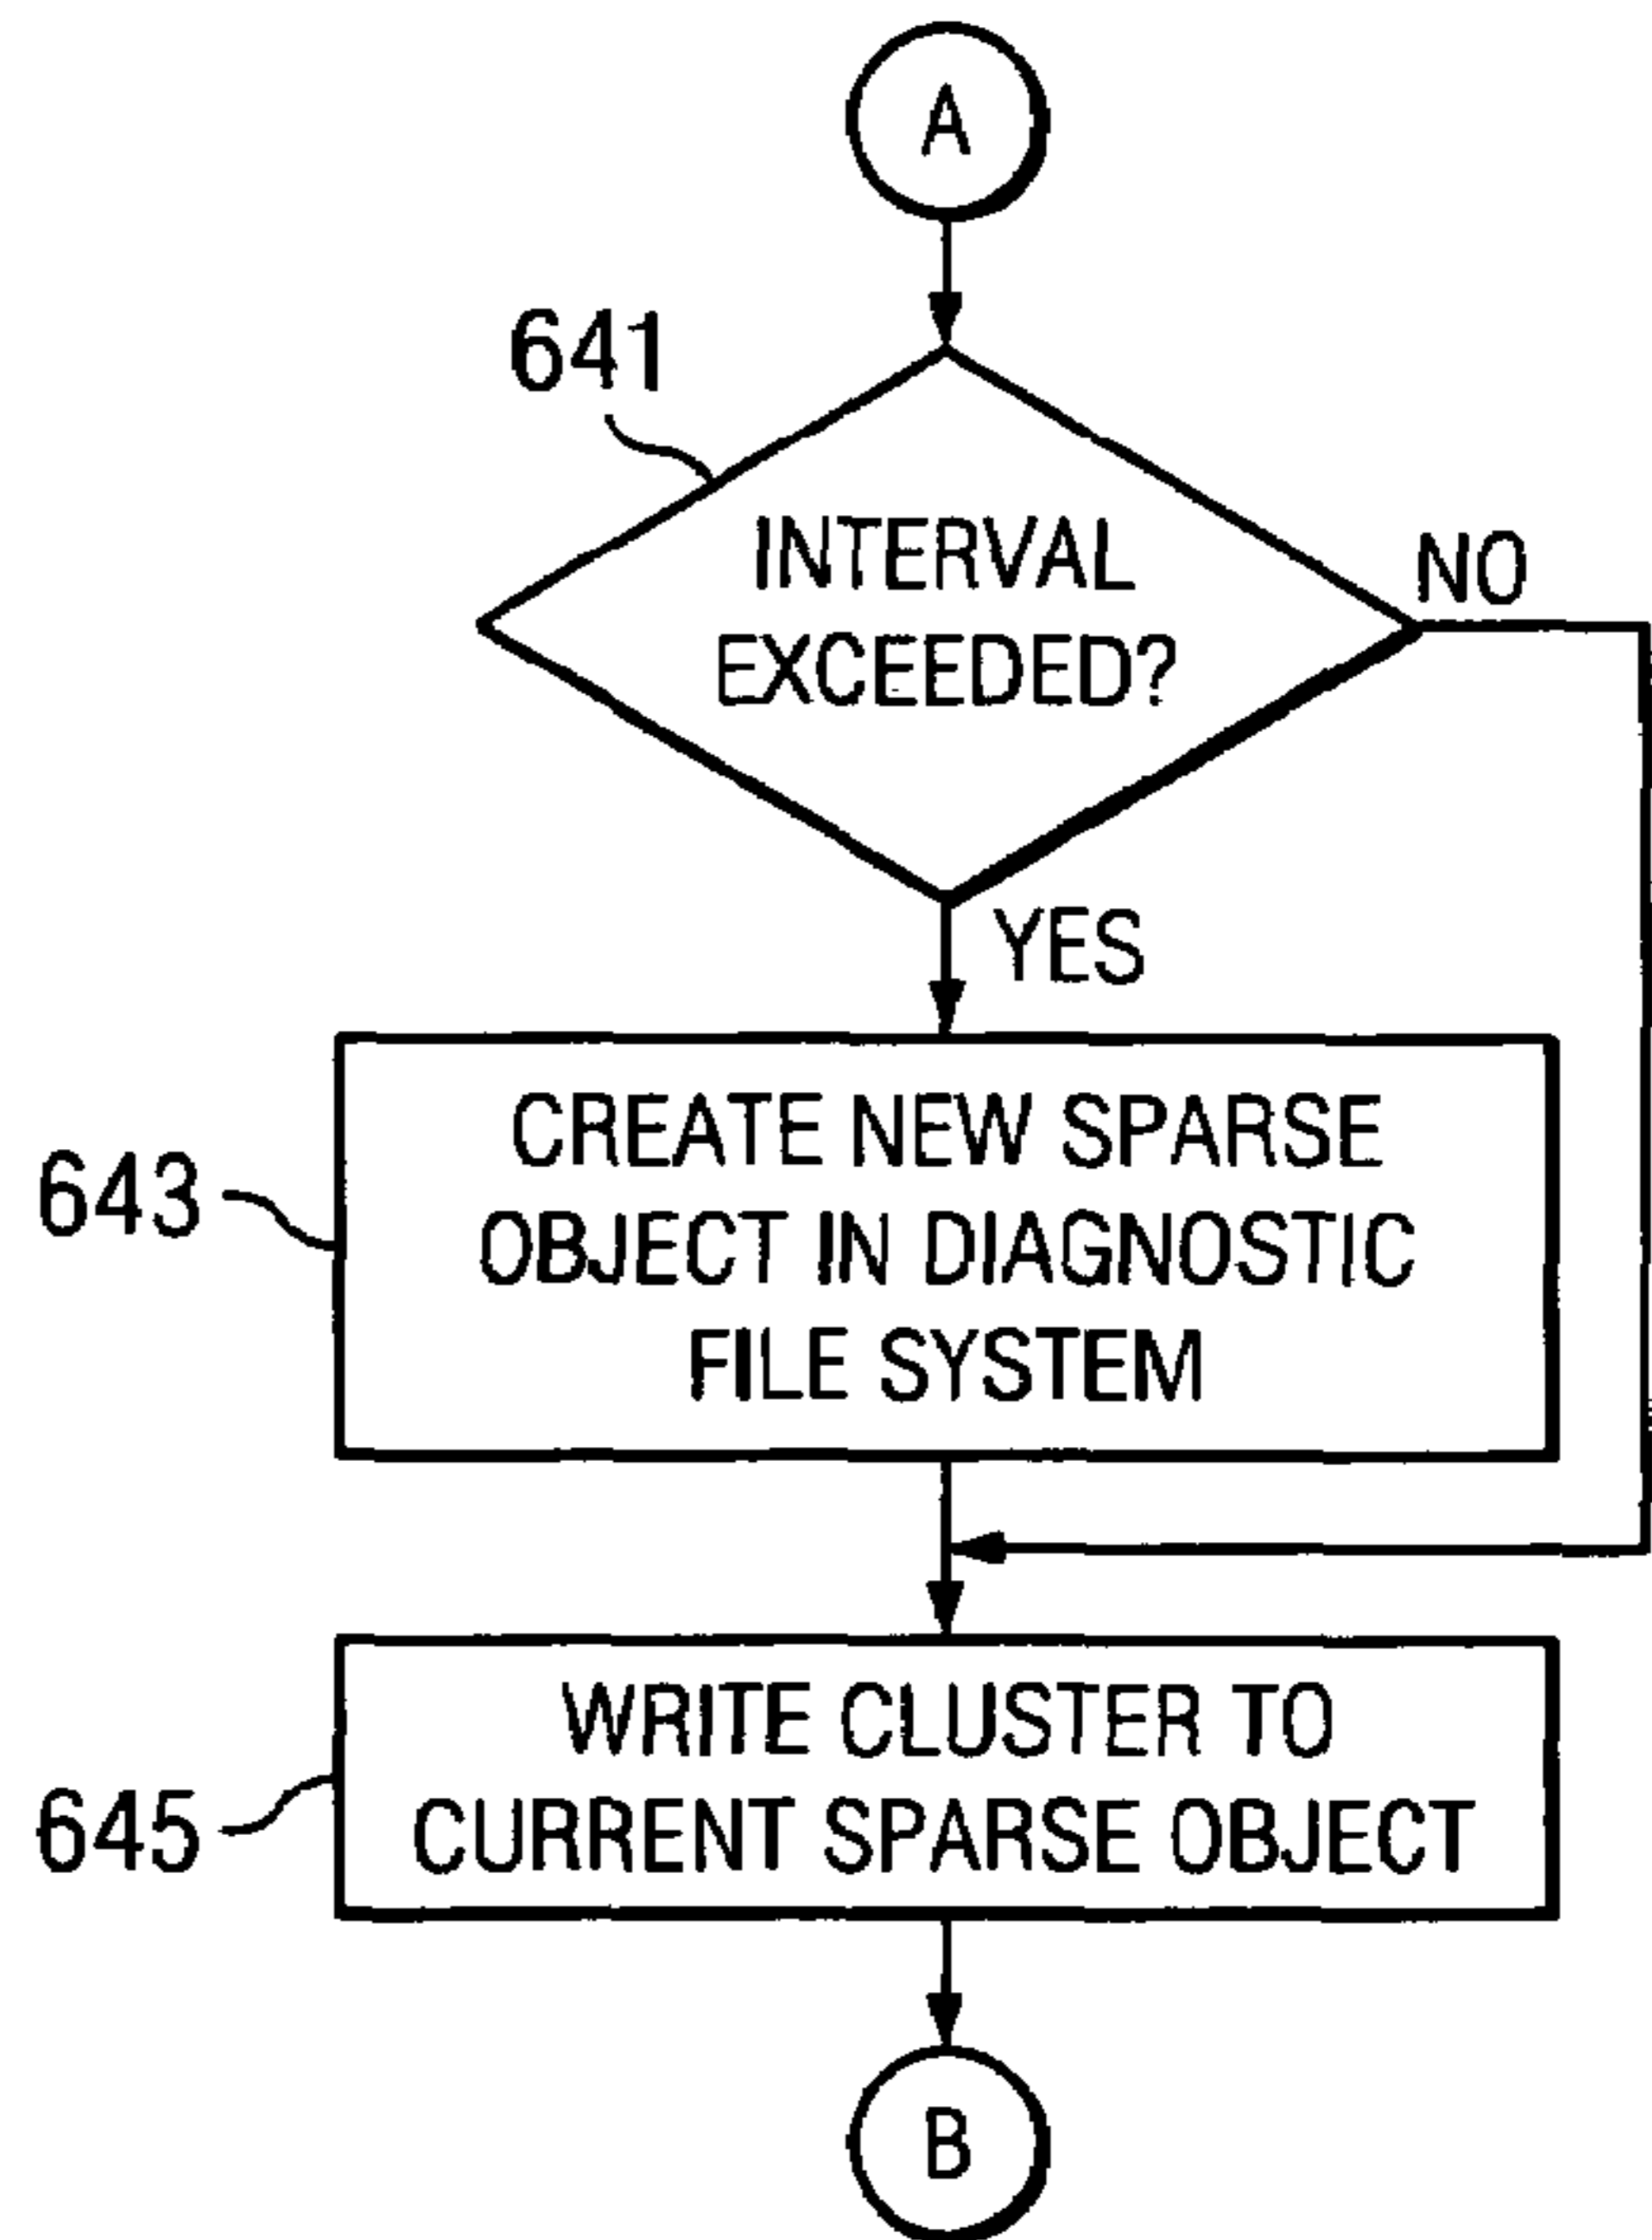 A
641
INTERVAL
EXCEEDED?
NO
YES
643
CREATE NEW SPARSE
OBJECT IN DIAGNOSTIC
FILE SYSTEM
645
WRITE CLUSTER TO
CURRENT SPARSE OBJECT
B